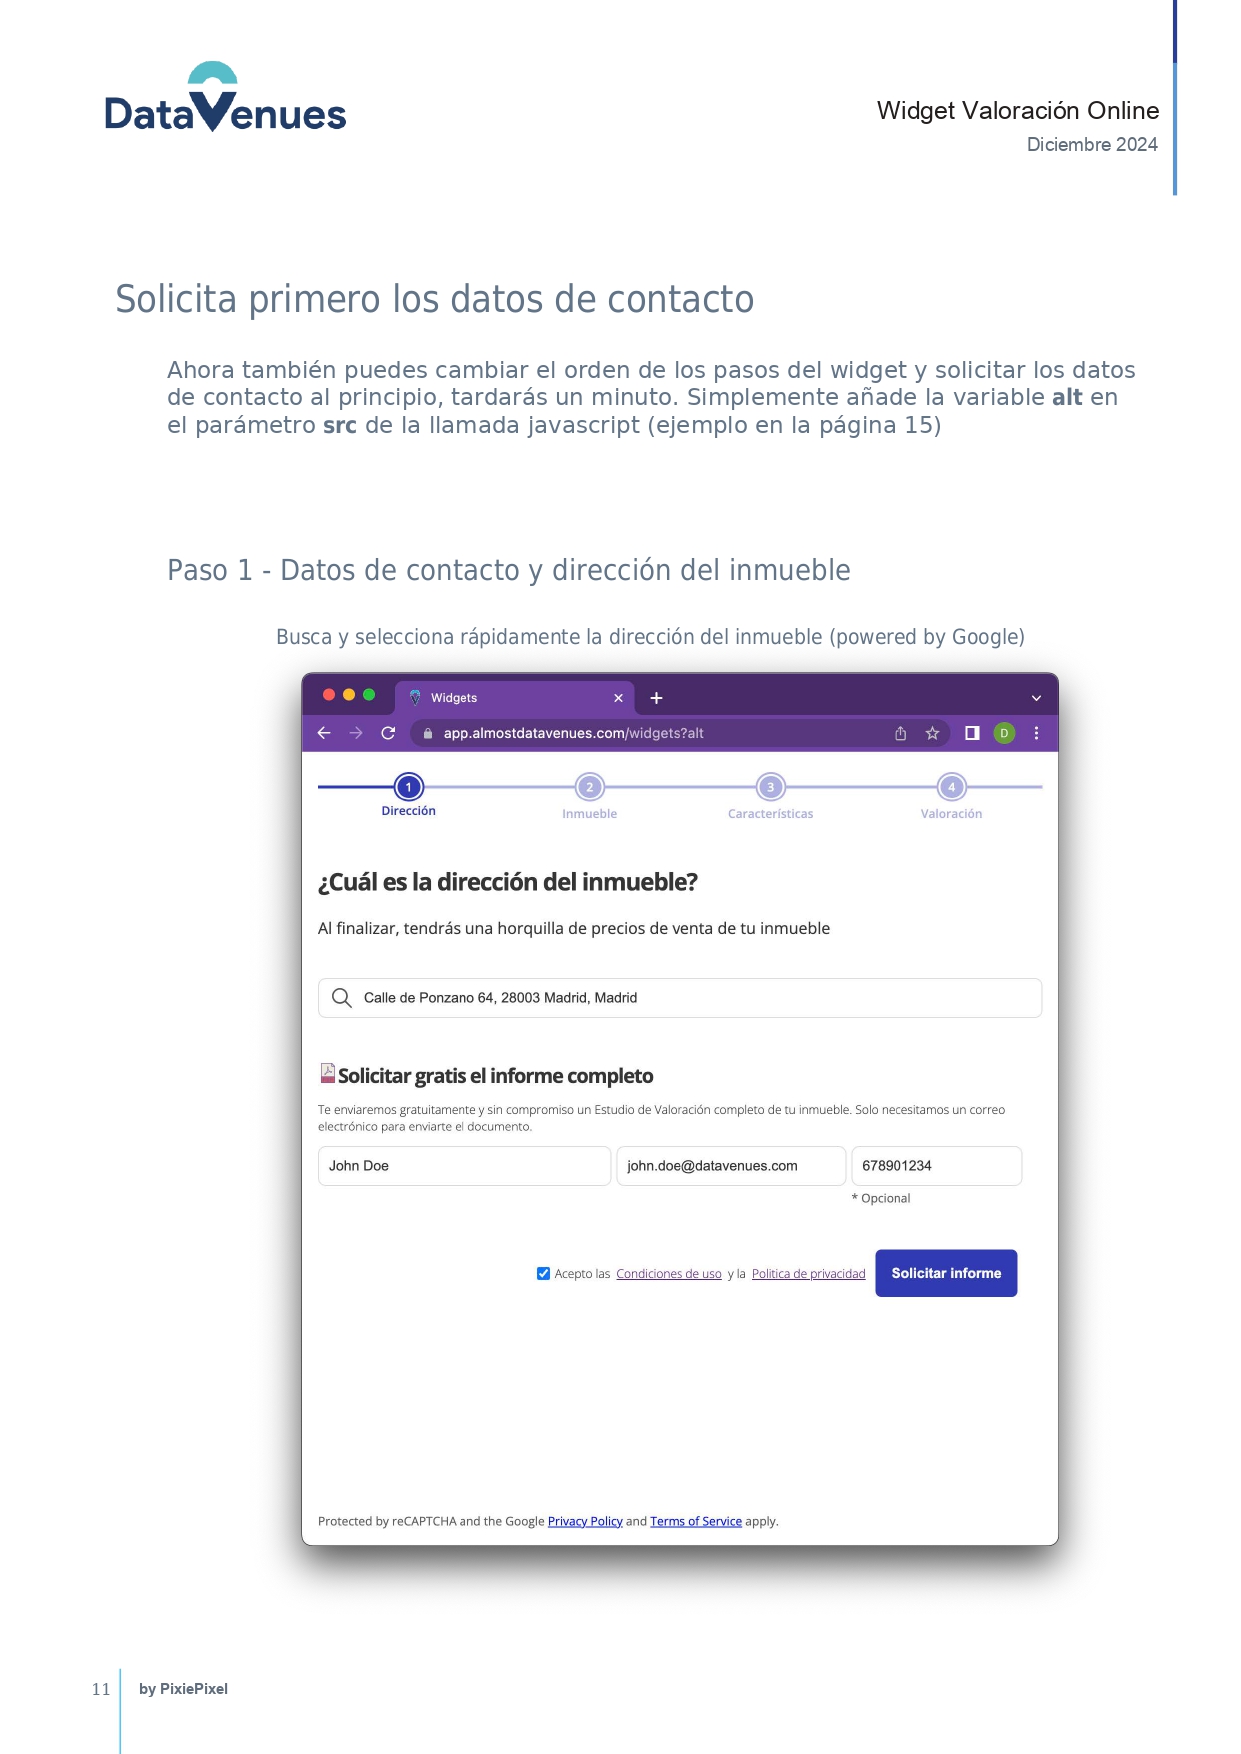 DataVenues
Widget Valoración Online
Diciembre 2024
Solicita primero los datos de contacto
Ahora también puedes cambiar el orden de los pasos del widget y solicitar los datos
de contacto al principio, tardarás un minuto. Simplemente añade la variable alt en
el parámetro src de la llamada javascript (ejemplo en la página 15)
Paso 1 - Datos de contacto y dirección del inmueble
Busca y selecciona rápidamente la dirección del inmueble (powered by Google)
Widgets
app.almostdatavenues.com/widgets?alt
D
1 2 3 4
Dirección Inmueble Características Valoración
¿Cuál es la dirección del inmueble?
Al finalizar, tendrás una horquilla de precios de venta de tu inmueble
Calle de Ponzano 64, 28003 Madrid, Madrid
Solicitar gratis el informe completo
Te enviaremos gratuitamente y sin compromiso un Estudio de Valoración completo de tu inmueble. Solo necesitamos un correo
electrónico para enviarte el documento.
John Doe john.doe@datavenues.com 678901234
* Opcional
Acepto las Condiciones de uso y la Politica de privacidad Solicitar informe
Protected by reCAPTCHA and the Google Privacy Policy and Terms of Service apply.
11 by PixiePixel